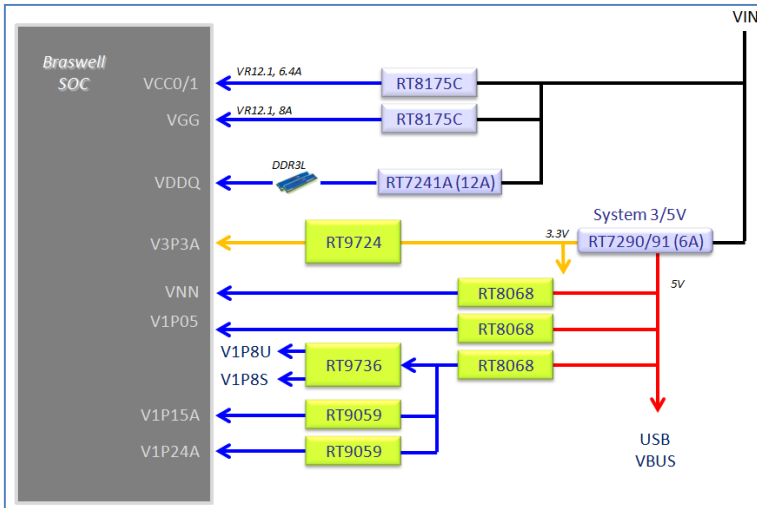 VIN
Braswell
SOC
VCC0/1
VR12.1, 6.4A
RT8175C
VGG
VR12.1, 8A
RT8175C
VDDQ
DDR3L
RT7241A (12A)
System 3/5V
V3P3A
RT9724
3.3V
RT7290/91 (6A)
VNN
RT8068
5V
V1P05
RT8068
V1P8U
RT9736
RT8068
V1P8S
V1P15A
RT9059
V1P24A
RT9059
USB
VBUS